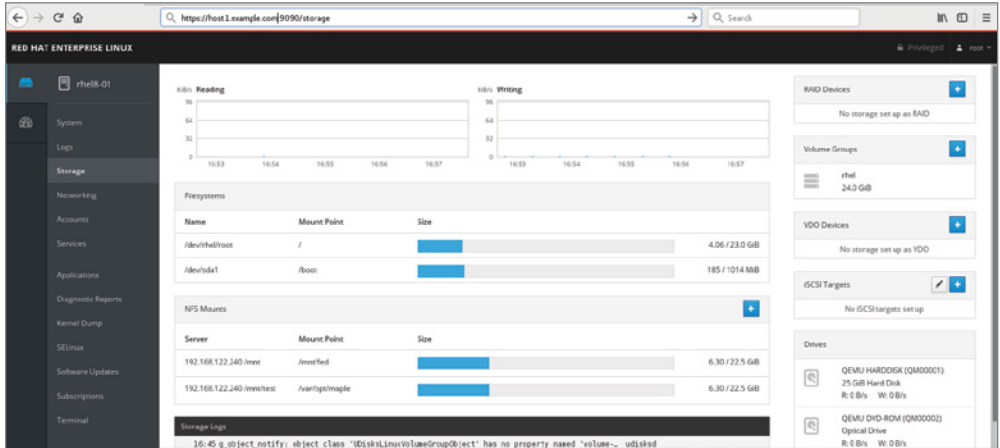 https://host1.example.com:9090/storage
Search
RED HAT ENTERPRISE LINUX
Privileged
root
rhel8-01
System
Logs
Storage
Networking
Accounts
Services
Applications
Diagnostic Reports
Kernel Dump
SELinux
Software Updates
Subscriptions
Terminal
KiB/s Reading
96
64
32
0
16:53 16:54 16:55 16:56 16:57
KiB/s Writing
96
64
32
0
16:53 16:54 16:55 16:56 16:57
Filesystems
Name Mount Point Size
/dev/rhel/root / 4.06 / 23.0 GiB
/dev/sda1 /boot 185 / 1014 MiB
NFS Mounts
Server Mount Point Size
192.168.122.240 /mnt /mnt/fed 6.30 / 22.5 GiB
192.168.122.240 /mnt/test /var/opt/maple 6.30 / 22.5 GiB
Storage Logs
16:45 g_object_notify: object class 'UDisksLinuxVolumeGroupObject' has no property named 'volume-… udisksd
RAID Devices
No storage set up as RAID
Volume Groups
rhel
24.0 GiB
VDO Devices
No storage set up as VDO
iSCSI Targets
No iSCSI targets set up
Drives
QEMU HARDDISK (QM00001)
25 GiB Hard Disk
R: 0 B/s W: 0 B/s
QEMU DVD-ROM (QM00002)
Optical Drive
R: 0 B/s W: 0 B/s